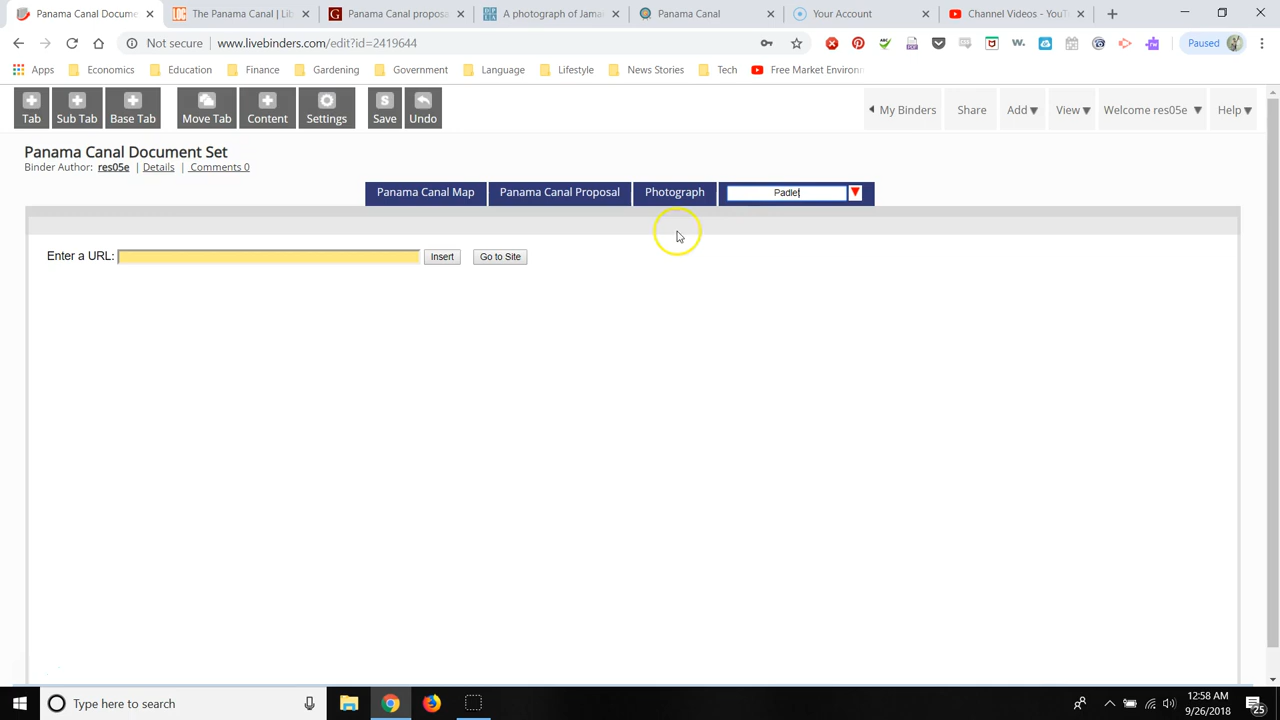 Panama Canal Docume
The Panama Canal | Lib
Panama Canal proposa
A photograph of Jama
Panama Canal
Your Account
Channel Videos - YouT
Not secure
www.livebinders.com/edit?id=2419644
Paused
Apps
Economics
Education
Finance
Gardening
Government
Language
Lifestyle
News Stories
Tech
Free Market Environ
Tab
Sub Tab
Base Tab
Move Tab
Content
Settings
Save
Undo
My Binders
Share
Add
View
Welcome res05e
Help
Panama Canal Document Set
Binder Author: res05e | Details | Comments 0
Panama Canal Map
Panama Canal Proposal
Photograph
Padlet
Enter a URL:
Insert
Go to Site
Type here to search
12:58 AM
9/26/2018
25